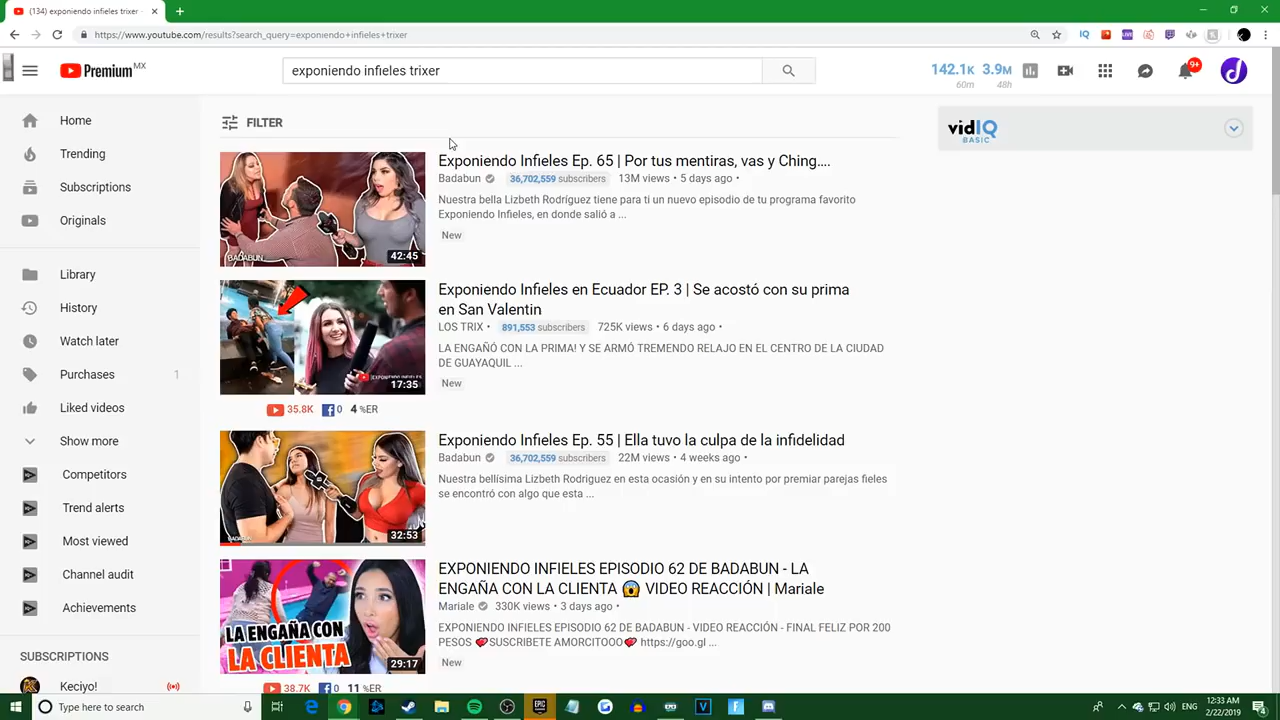 (134) exponiendo infieles trixer
https://www.youtube.com/results?search_query=exponiendo+infieles+trixer
Premium MX
exponiendo infieles trixer
142.1K 3.9M
60m 48h
9+
Home
Trending
Subscriptions
Originals
Library
History
Watch later
Purchases 1
Liked videos
Show more
Competitors
Trend alerts
Most viewed
Channel audit
Achievements
SUBSCRIPTIONS
Keciyo!
FILTER
BADABUN
42:45
Exponiendo Infieles Ep. 65 | Por tus mentiras, vas y Ching....
Badabun 36,702,559 subscribers 13M views • 5 days ago •
Nuestra bella Lizbeth Rodríguez tiene para ti un nuevo episodio de tu programa favorito
Exponiendo Infieles, en donde salió a ...
New
17:35
Exponiendo Infieles en Ecuador EP. 3 | Se acostó con su prima
en San Valentin
LOS TRIX • 891,553 subscribers 725K views • 6 days ago •
LA ENGAÑÓ CON LA PRIMA! Y SE ARMÓ TREMENDO RELAJO EN EL CENTRO DE LA CIUDAD
DE GUAYAQUIL ...
New
35.8K 0 4 %ER
32:53
Exponiendo Infieles Ep. 55 | Ella tuvo la culpa de la infidelidad
Badabun 36,702,559 subscribers 22M views • 4 weeks ago •
Nuestra bellísima Lizbeth Rodriguez en esta ocasión y en su intento por premiar parejas fieles
se encontró con algo que esta ...
LA ENGAÑA CON
LA CLIENTA
29:17
EXPONIENDO INFIELES EPISODIO 62 DE BADABUN - LA
ENGAÑA CON LA CLIENTA 😱 VIDEO REACCIÓN | Mariale
Mariale 330K views • 3 days ago •
EXPONIENDO INFIELES EPISODIO 62 DE BADABUN - VIDEO REACCIÓN - FINAL FELIZ POR 200
PESOS 💝SUSCRIBETE AMORCITOOO💝 https://goo.gl ...
New
38.7K 0 11 %ER
vidIQ
BASIC
Type here to search
EPIC
ENG
12:33 AM
2/22/2019
4